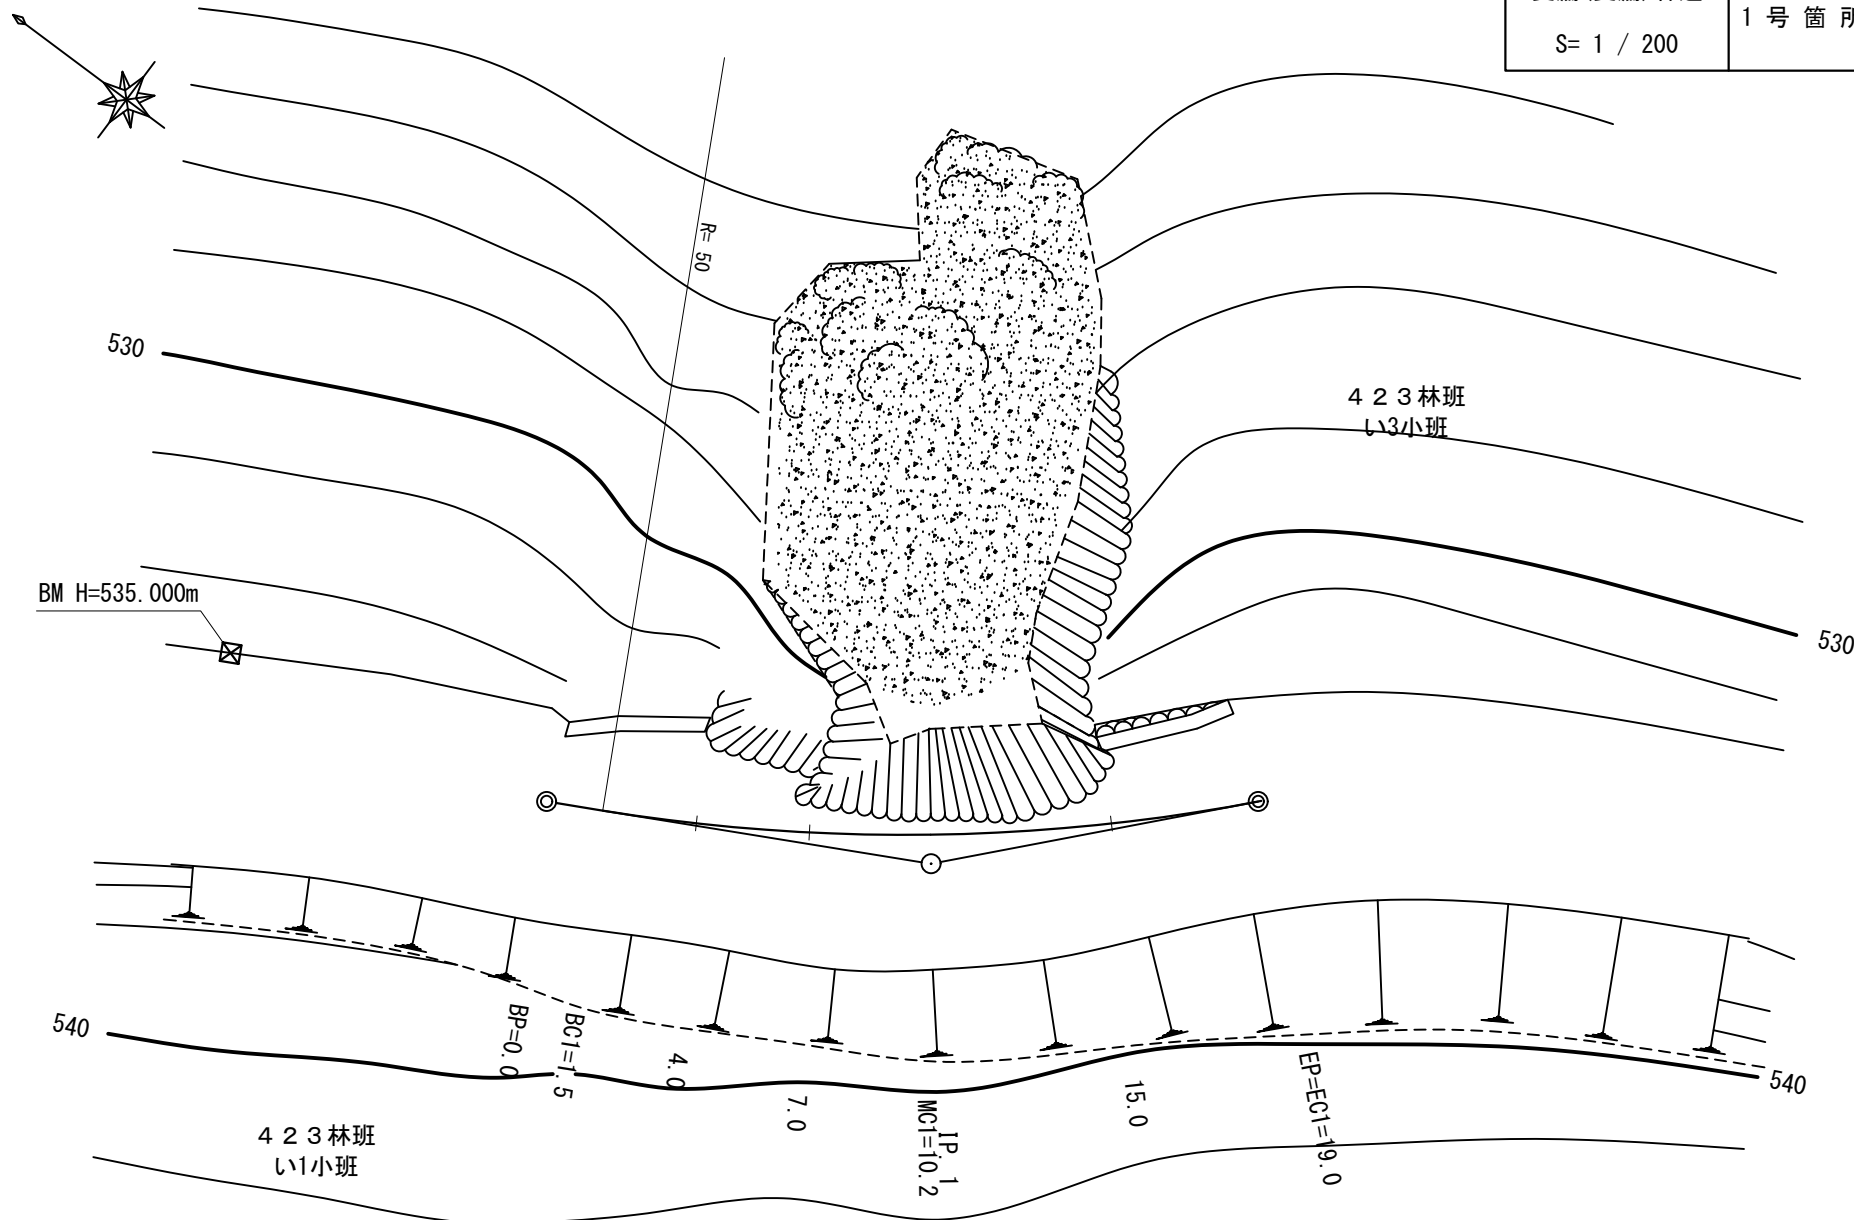 1 号 箇 所
S= 1 / 200
R= 50
530
４２３林班
い3小班
BM H=535.000m
530
BP=0.0
BC1=1.5
4.0
7.0
IP.1
MC1=10.2
15.0
EP=EC1=19.0
540
540
４２３林班
い1小班